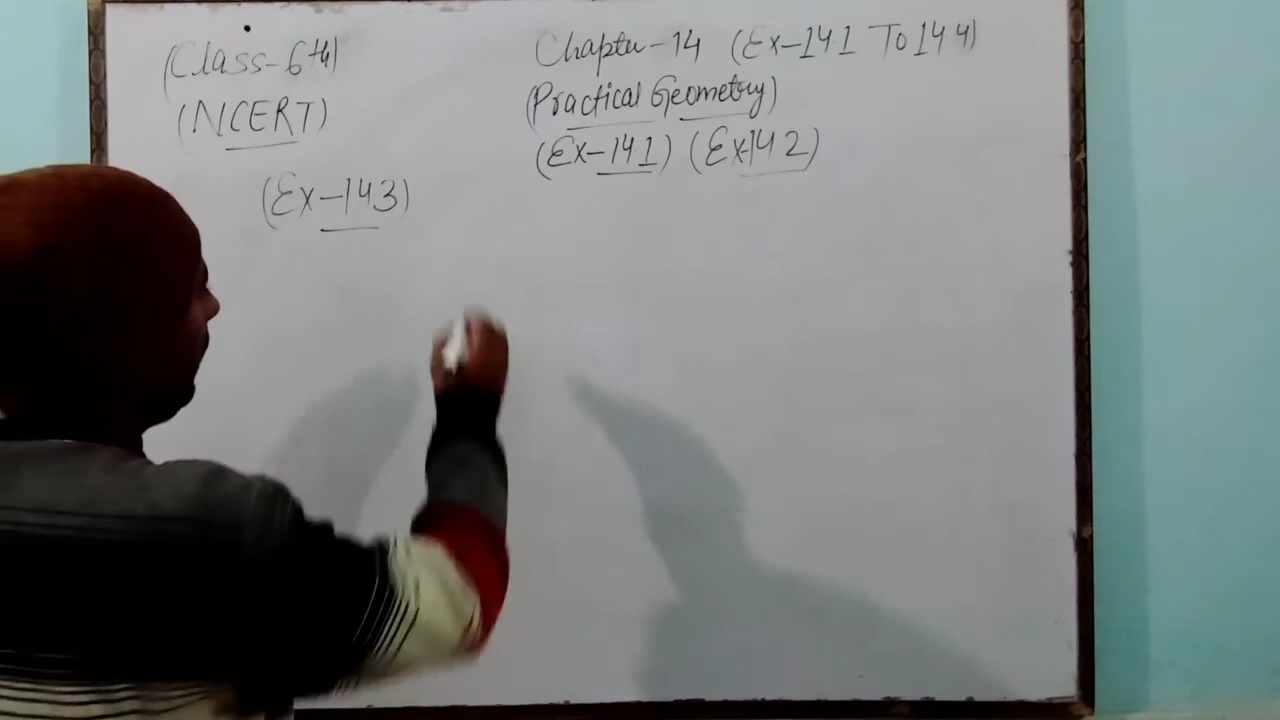 (Class-6th)
(NCERT)
Chapter-14 (Ex-14.1 To 14.4)
(Practical Geometry)
(Ex-14.1) (Ex-14.2)
(Ex-14.3)